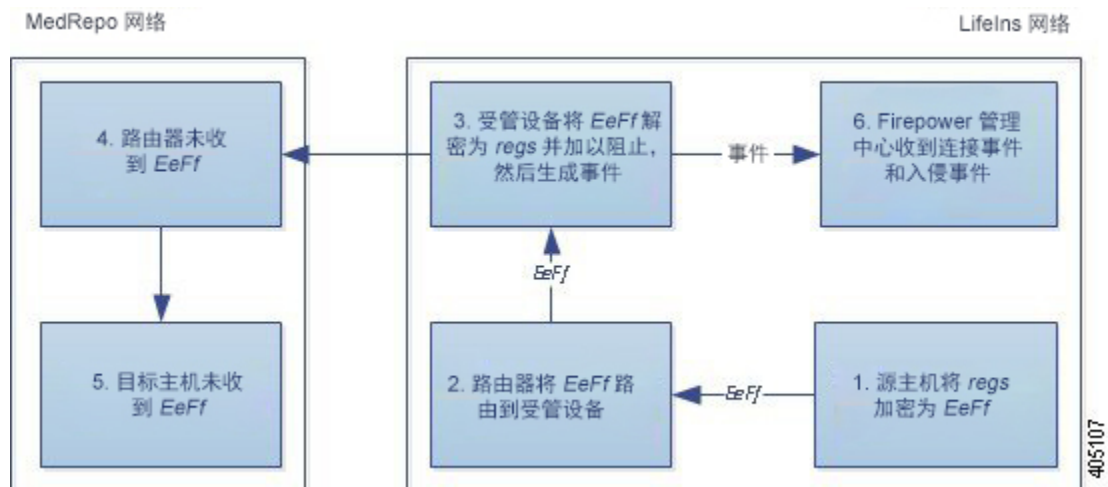 MedRepo 网络
LifeIns 网络
4. 路由器未收
到 EeFf
3. 受管设备将 EeFf 解
密为 regs 并加以阻止，
然后生成事件
事件
6. Firepower 管理
中心收到连接事件
和入侵事件
EeFf
5. 目标主机未收
到 EeFf
2. 路由器将 EeFf 路
由到受管设备
EeFf
1. 源主机将 regs
加密为 EeFf
405107